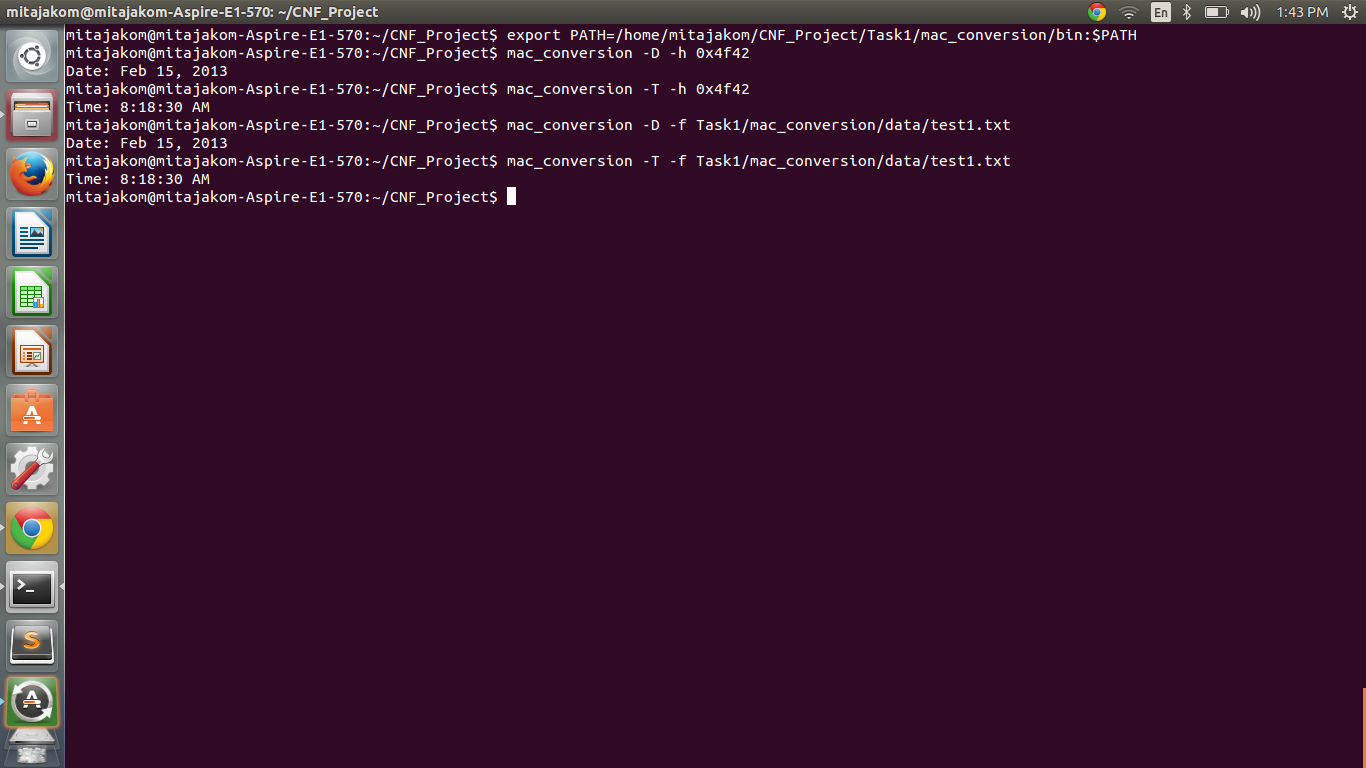 mitajakom@mitajakom-Aspire-E1-570: ~/CNF_Project
En
1:43 PM
mitajakom@mitajakom-Aspire-E1-570:~/CNF_Project$ export PATH=/home/mitajakom/CNF_Project/Task1/mac_conversion/bin:$PATH
mitajakom@mitajakom-Aspire-E1-570:~/CNF_Project$ mac_conversion -D -h 0x4f42
Date: Feb 15, 2013
mitajakom@mitajakom-Aspire-E1-570:~/CNF_Project$ mac_conversion -T -h 0x4f42
Time: 8:18:30 AM
mitajakom@mitajakom-Aspire-E1-570:~/CNF_Project$ mac_conversion -D -f Task1/mac_conversion/data/test1.txt
Date: Feb 15, 2013
mitajakom@mitajakom-Aspire-E1-570:~/CNF_Project$ mac_conversion -T -f Task1/mac_conversion/data/test1.txt
Time: 8:18:30 AM
mitajakom@mitajakom-Aspire-E1-570:~/CNF_Project$